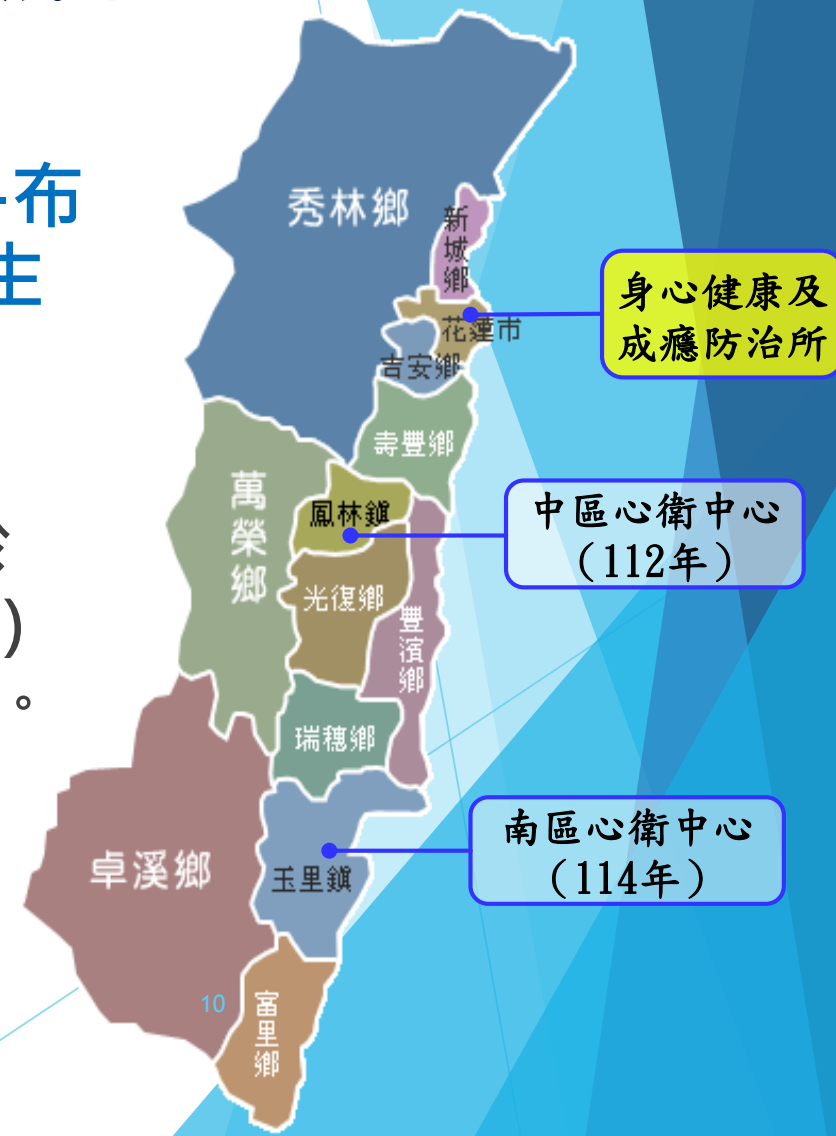 布
生
)
。
秀林鄉
新城鄉
花蓮市
吉安鄉
壽豐鄉
萬榮鄉
鳳林鎮
光復鄉
豐濱鄉
瑞穗鄉
卓溪鄉
玉里鎮
富里鄉
身心健康及
成癮防治所
中區心衛中心
(112年)
南區心衛中心
(114年)
10